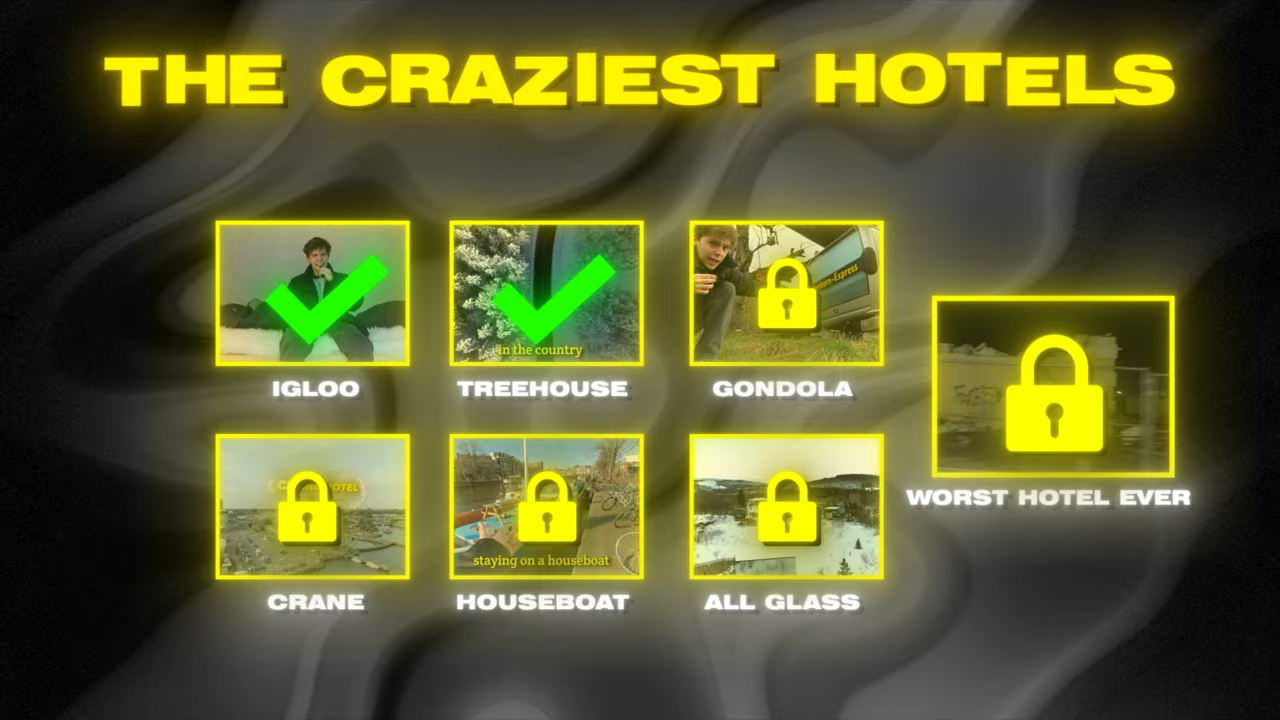 THE CRAZIEST HOTELS
in the country
IGLOO
TREEHOUSE
GONDOLA
WORST HOTEL EVER
staying on a houseboat
CRANE
HOUSEBOAT
ALL GLASS